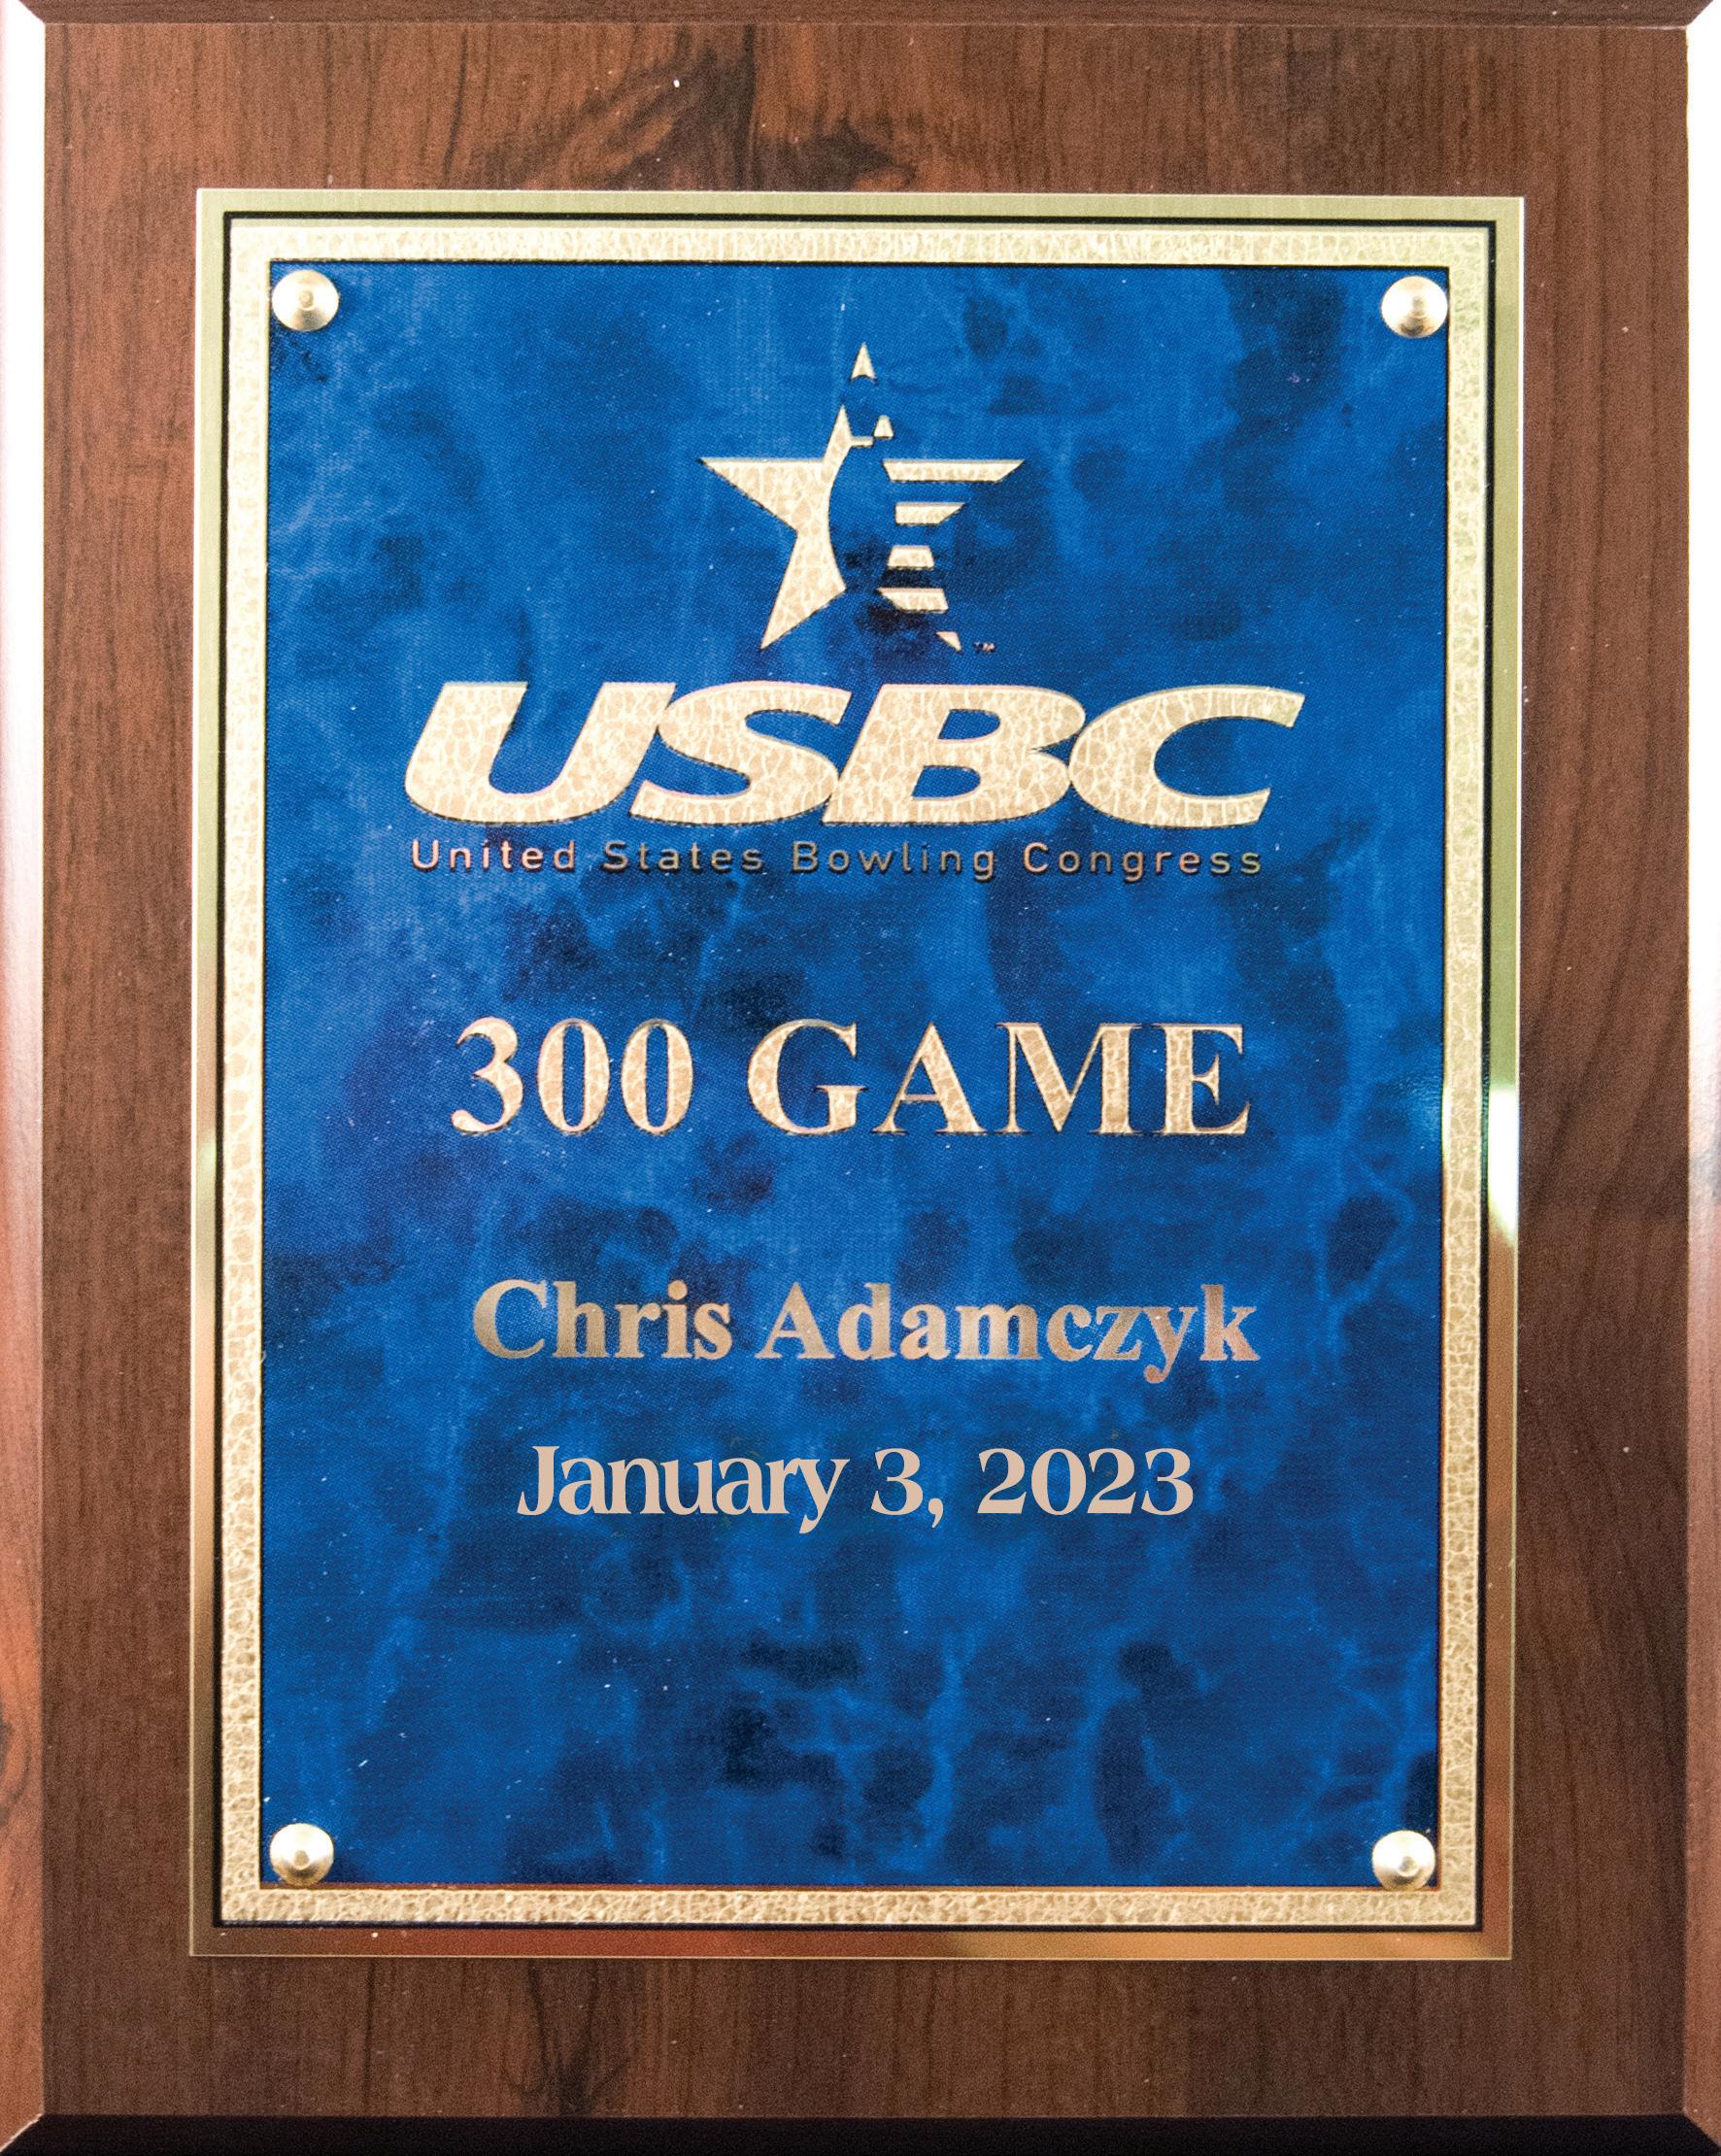 USBC
United States Bowling Congress
300 GAME
Chris Adamczyk
January 3, 2023